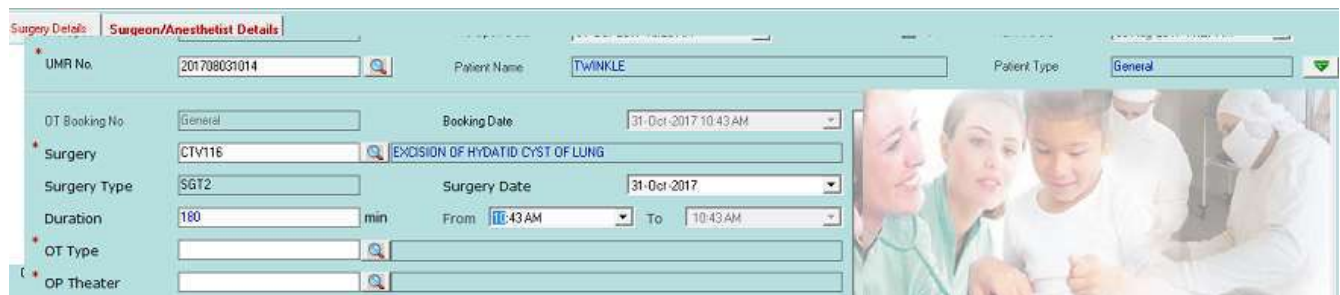 Surgery Details Surgeon/Anesthetist Details
* UMR No. 201708031014 Patient Name TWINKLE Patient Type General
OT Booking No General Booking Date 31-Oct-2017 10:43 AM
* Surgery CTV116 EXCISION OF HYDATID CYST OF LUNG
Surgery Type SGT2 Surgery Date 31-Oct-2017
Duration 180 min From 10:43 AM To 10:43 AM
* OT Type
* OP Theater